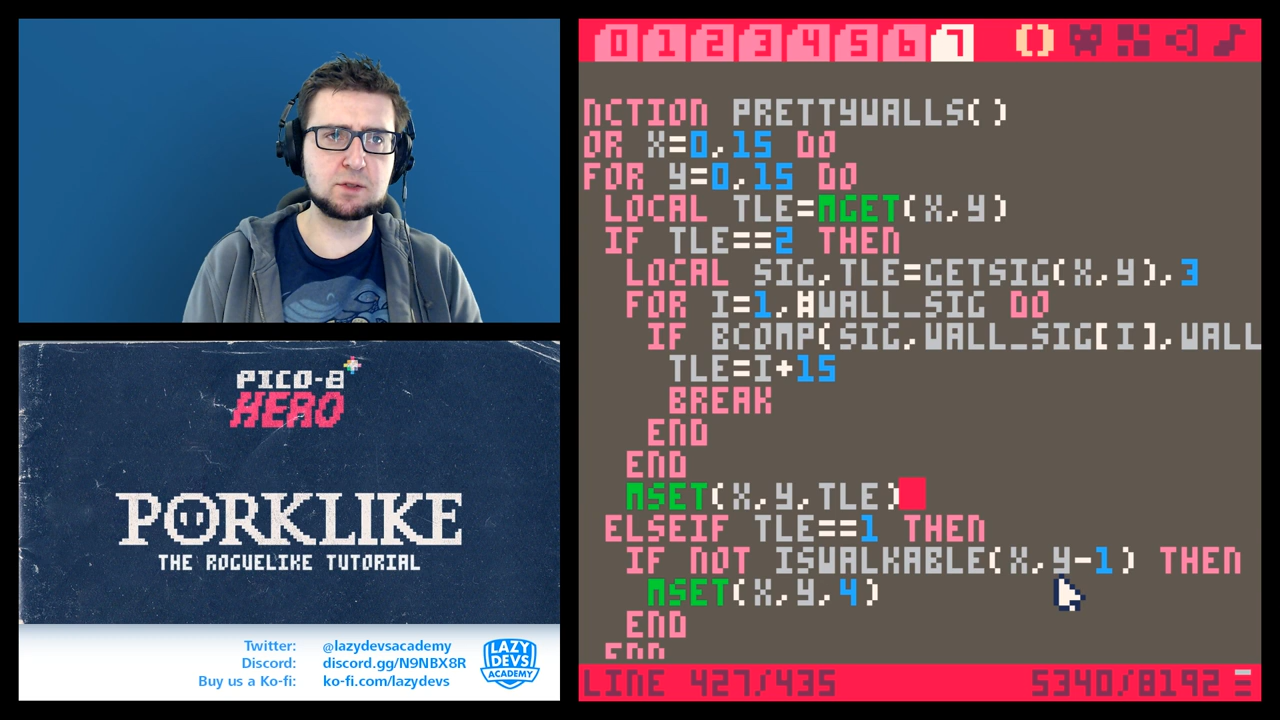 PICO-8
HERO
PORKLIKE
THE ROGUELIKE TUTORIAL
Twitter: @lazydevsacademy
Discord: discord.gg/N9NBX8R
Buy us a Ko-fi: ko-fi.com/lazydevs
LAZY
DEVS
ACADEMY
0 1 2 3 4 5 6 7 ()
NCTION PRETTYWALLS()
OR X=0,15 DO
FOR Y=0,15 DO
LOCAL TLE=MGET(X,Y)
IF TLE==2 THEN
LOCAL SIG,TLE=GETSIG(X,Y),3
FOR I=1,#WALL_SIG DO
IF BCOMP(SIG,WALL_SIG[I],WALL
TLE=I+15
BREAK
END
END
MSET(X,Y,TLE)
ELSEIF TLE==1 THEN
IF NOT ISWALKABLE(X,Y-1) THEN
MSET(X,Y,4)
END
END
LINE 427/435 5340/8192